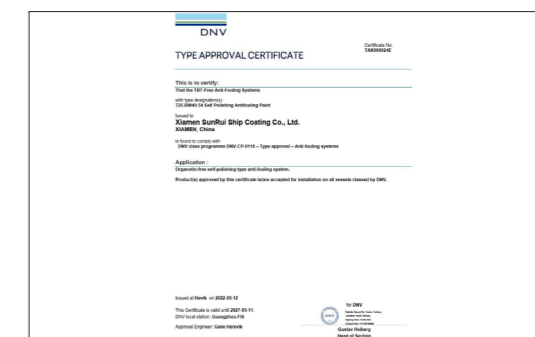 DNV
Certificate No:
TYPE APPROVAL CERTIFICATE
This is to certify:
That the TBT-Free Anti-Fouling Systems
with type designation(s)
725-BW40-54 Self Polishing Antifouling Paint
Issued to
Xiamen SunRui Ship Coating Co., Ltd.
XIAMEN, China
is found to comply with
DNV class programme DNV-CP-0110 – Type approval – Anti-fouling systems
Application :
Organotin-free self-polishing type anti-fouling system.
Product(s) approved by this certificate is/are accepted for installation on all vessels classed by DNV.
Issued at Høvik on 2022-05-12
for DNV
This Certificate is valid until 2027-05-11.
DNV local station: Guangzhou FiS
Approval Engineer: Gisle Hersvik
Gustav Heiberg
Head of Section